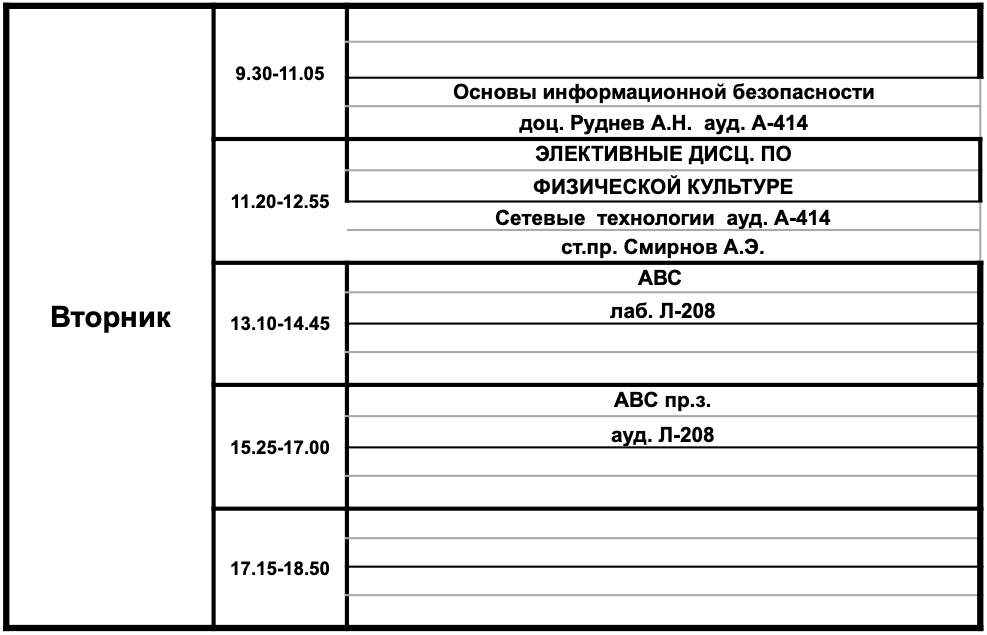 Вторник
9.30-11.05
Основы информационной безопасности
доц. Руднев А.Н. ауд. А-414
11.20-12.55
ЭЛЕКТИВНЫЕ ДИСЦ. ПО
ФИЗИЧЕСКОЙ КУЛЬТУРЕ
Сетевые технологии ауд. А-414
ст.пр. Смирнов А.Э.
13.10-14.45
АВС
лаб. Л-208
15.25-17.00
АВС пр.з.
ауд. Л-208
17.15-18.50